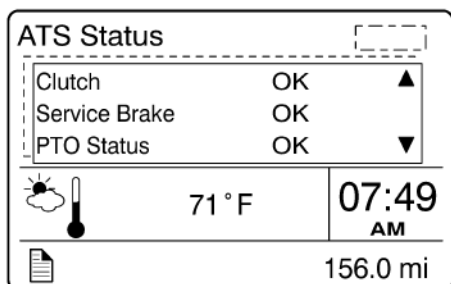 ATS Status
Clutch OK
Service Brake OK
PTO Status OK
71°F
07:49
AM
156.0 mi